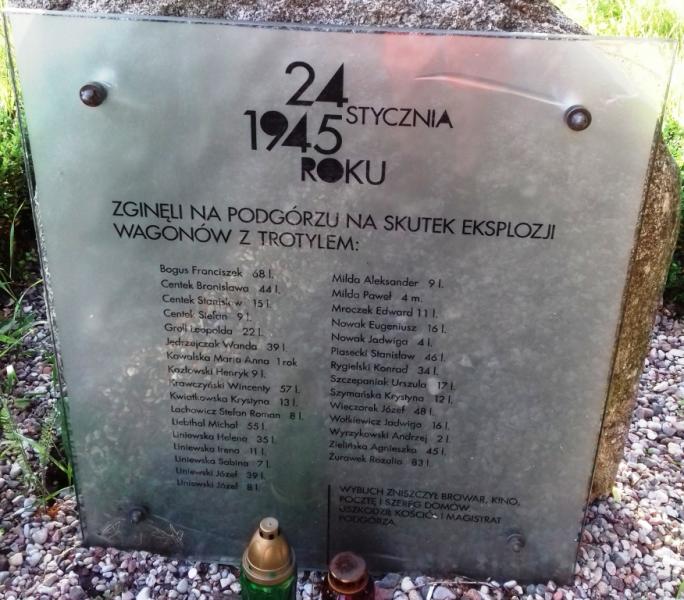 24
STYCZNIA
1945
ROKU
ZGINĘLI NA PODGÓRZU NA SKUTEK EKSPLOZJI
WAGONÓW Z TROTYLEM:
Bogus Franciszek 68 l.
Centek Bronisława 44 l.
Centek Stanisław 15 l.
Centek Stefan 9 l.
Groll Leopolda 22 l.
Jędrzejczak Wanda 39 l.
Kowalska Maria Anna 1 rok
Kozłowski Henryk 9 l.
Krawczyński Wincenty 57 l.
Kwiatkowska Krystyna 13 l.
Lachowicz Stefan Roman 8 l.
Liebthal Michał 55 l.
Liniewska Helena 35 l.
Liniewska Irena 11 l.
Liniewska Sabina 7 l.
Liniewski Józef 39 l.
Liniewski Józef 8 l.
Milda Aleksander 9 l.
Milda Paweł 4 m.
Mroczek Edward 11 l.
Nowak Eugeniusz 16 l.
Nowak Jadwiga 4 l.
Piasecki Stanisław 46 l.
Rygielski Konrad 34 l.
Szczepaniak Urszula 17 l.
Szymańska Krystyna 12 l.
Wieczorek Józef 48 l.
Wołkiewicz Jadwiga 16 l.
Wyrzykowski Andrzej 2 l.
Zielińska Agnieszka 45 l.
Żurawek Rozalia 83 l.
WYBUCH ZNISZCZYŁ BROWAR, KINO,
POCZTĘ I SZEREG DOMÓW
USZKODZIŁ KOŚCIÓŁ I MAGISTRAT
PODGÓRZA